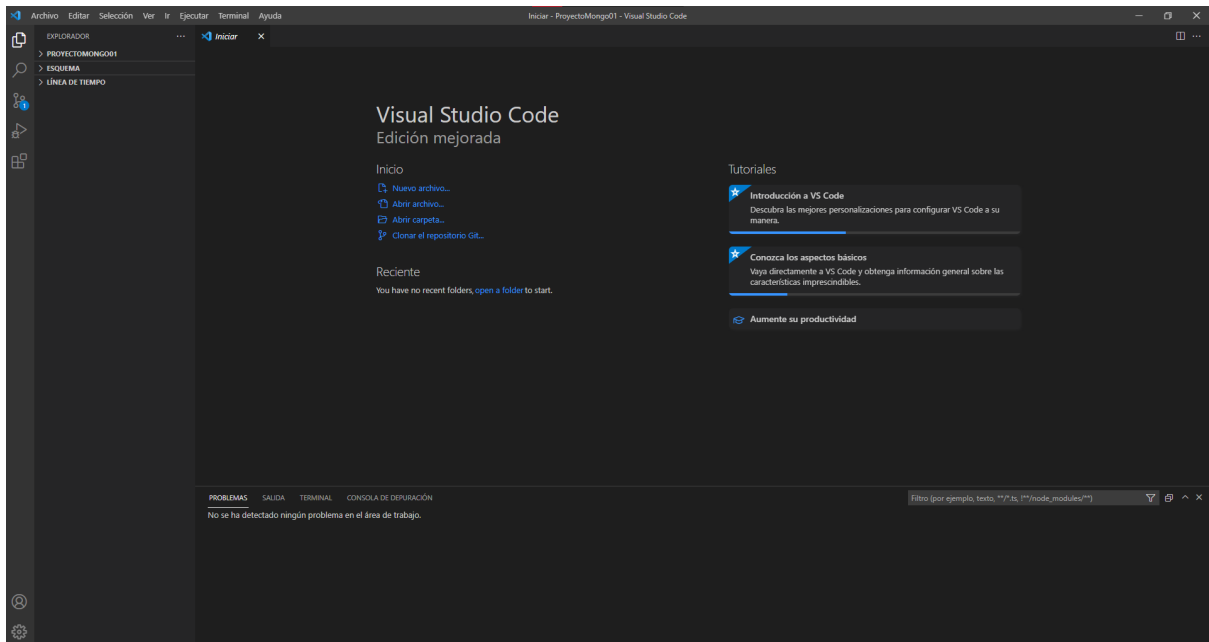 Archivo Editar Selección Ver Ir Ejecutar Terminal Ayuda
Iniciar - ProyectoMongo01 - Visual Studio Code
EXPLORADOR
Iniciar
PROYECTOMONGO01
ESQUEMA
LÍNEA DE TIEMPO
1
Visual Studio Code
Edición mejorada
Inicio
Nuevo archivo...
Abrir archivo...
Abrir carpeta...
Clonar el repositorio Git...
Reciente
You have no recent folders, open a folder to start.
Tutoriales
Introducción a VS Code
Descubra las mejores personalizaciones para configurar VS Code a su
manera.
Conozca los aspectos básicos
Vaya directamente a VS Code y obtenga información general sobre las
características imprescindibles.
Aumente su productividad
PROBLEMAS SALIDA TERMINAL CONSOLA DE DEPURACIÓN
Filtro (por ejemplo, texto, **/*.ts, !**/node_modules/**)
No se ha detectado ningún problema en el área de trabajo.